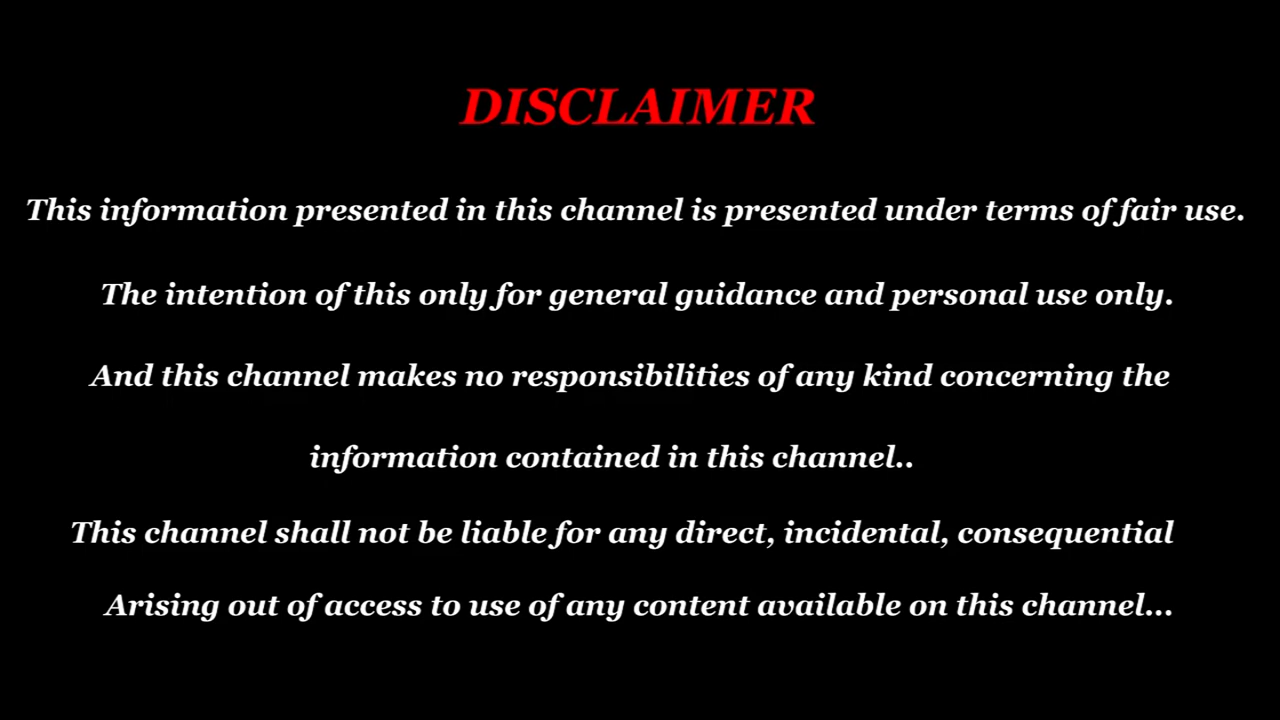 DISCLAIMER
This information presented in this channel is presented under terms of fair use.
The intention of this only for general guidance and personal use only.
And this channel makes no responsibilities of any kind concerning the
information contained in this channel..
This channel shall not be liable for any direct, incidental, consequential
Arising out of access to use of any content available on this channel...